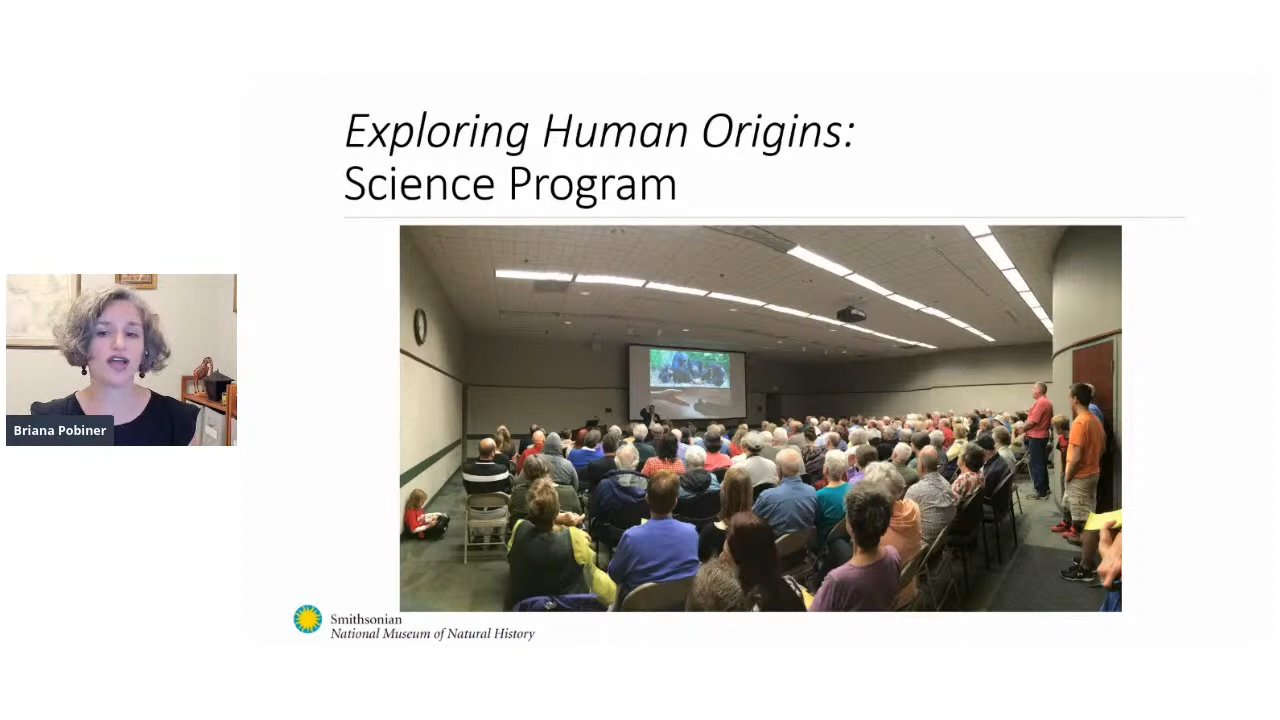 Exploring Human Origins:
Science Program
Briana Pobiner
Smithsonian
National Museum of Natural History